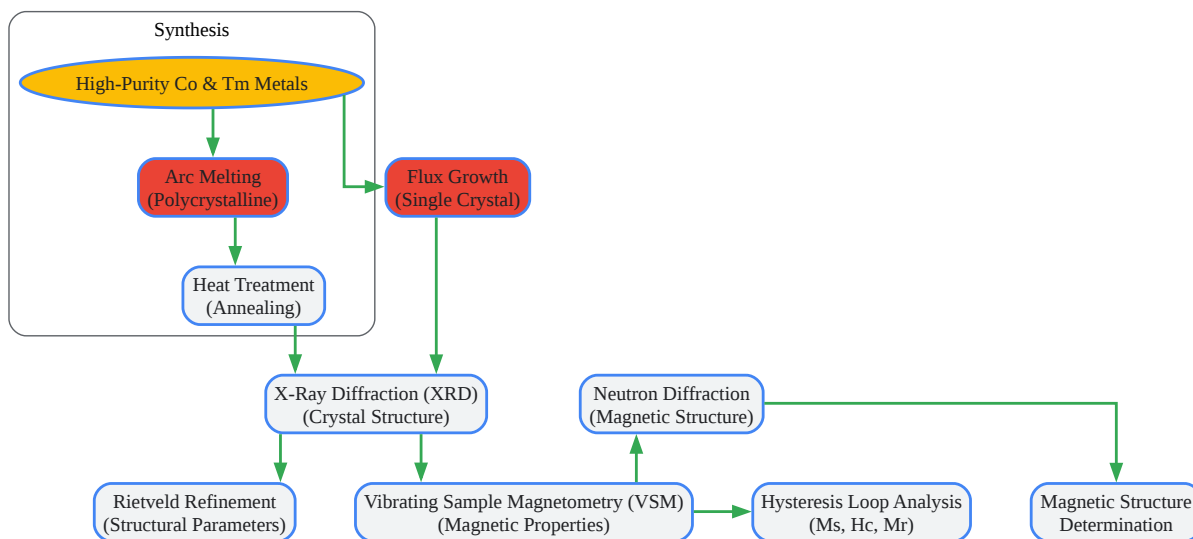 Synthesis
High-Purity Co & Tm Metals
Arc Melting
(Polycrystalline)
Flux Growth
(Single Crystal)
Heat Treatment
(Annealing)
X-Ray Diffraction (XRD)
(Crystal Structure)
Neutron Diffraction
(Magnetic Structure)
Rietveld Refinement
(Structural Parameters)
Vibrating Sample Magnetometry (VSM)
(Magnetic Properties)
Hysteresis Loop Analysis
(Ms, Hc, Mr)
Magnetic Structure
Determination